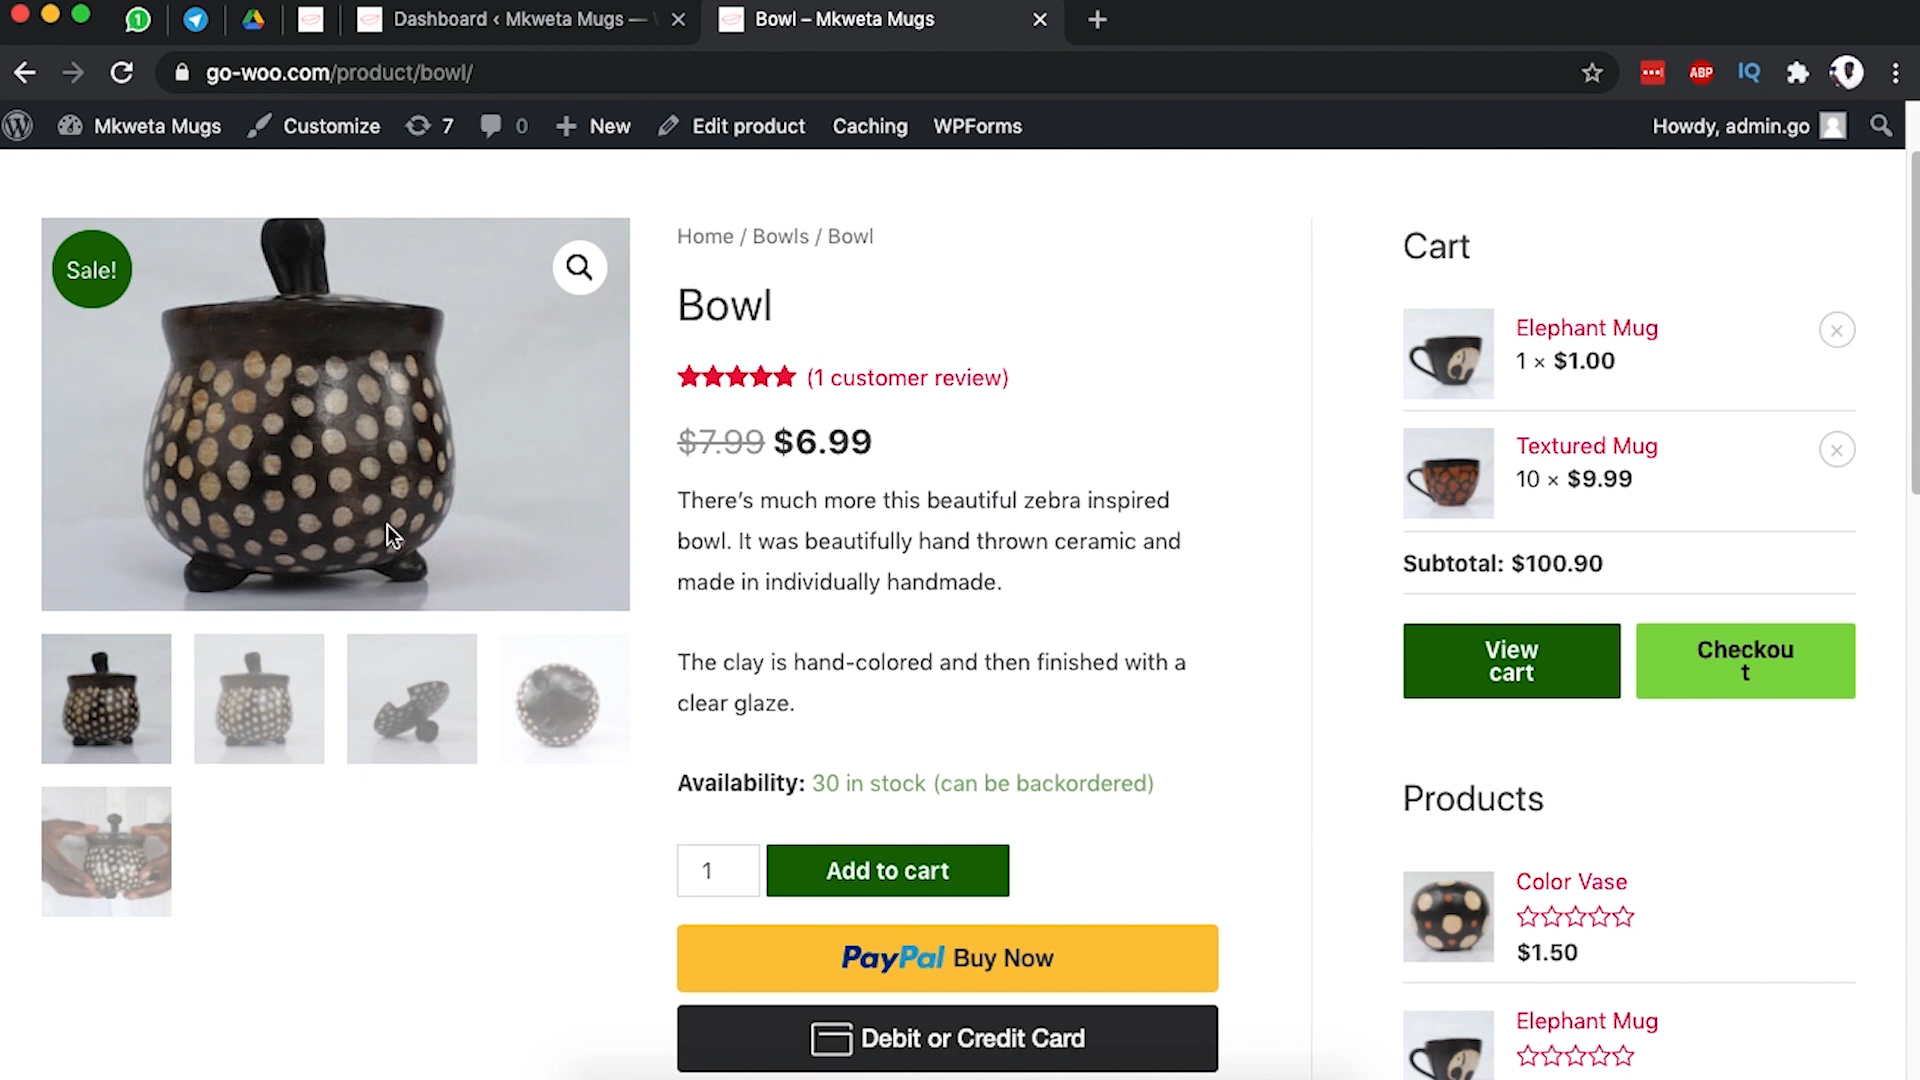 1
Dashboard ‹ Mkweta Mugs —
Bowl – Mkweta Mugs
go-woo.com/product/bowl/
ABP
IQ
Mkweta Mugs
Customize
7
0
New
Edit product
Caching
WPForms
Howdy, admin.go
Sale!
Home / Bowls / Bowl
Bowl
(1 customer review)
$7.99 $6.99
There’s much more this beautiful zebra inspired
bowl. It was beautifully hand thrown ceramic and
made in individually handmade.
The clay is hand-colored and then finished with a
clear glaze.
Availability: 30 in stock (can be backordered)
1
Add to cart
PayPal Buy Now
Debit or Credit Card
Cart
Elephant Mug
1 × $1.00
Textured Mug
10 × $9.99
Subtotal: $100.90
View
cart
Checkou
t
Products
Color Vase
$1.50
Elephant Mug